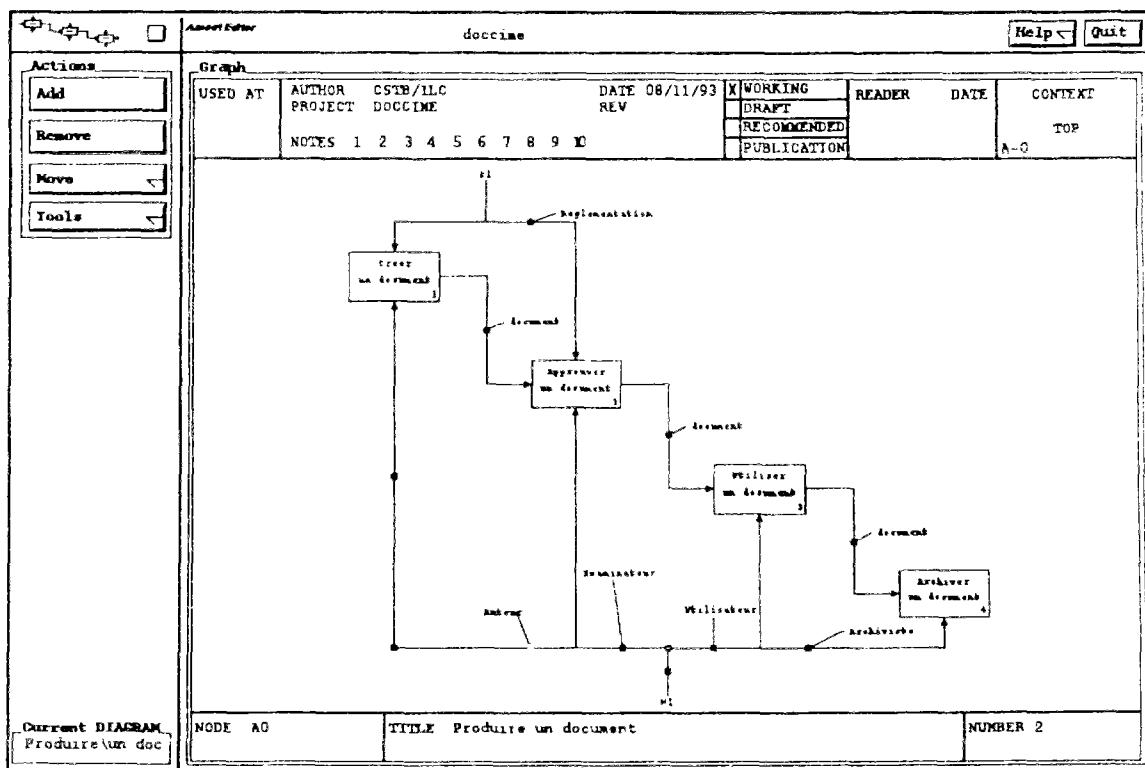 Amset Editor
doccime
Help
Quit
Actions
Add
Remove
Move
Tools
Graph
USED AT
AUTHOR CSTB/ILC
DATE 08/11/93
PROJECT DOCCIME
REV
NOTES 1 2 3 4 5 6 7 8 9 10
X WORKING
DRAFT
RECOMMENDED
PUBLICATION
READER DATE
CONTEXT
TOP
A-0
Reglementation
Creer
un document
1
document
Approuver
un document
document
Utiliser
un document
3
document
Archiver
un document
4
Examinateur
Auteur
Utilisateur
Archiviste
M1
Current DIAGRAM
Produire\un doc
NODE A0
TITLE Produire un document
NUMBER 2